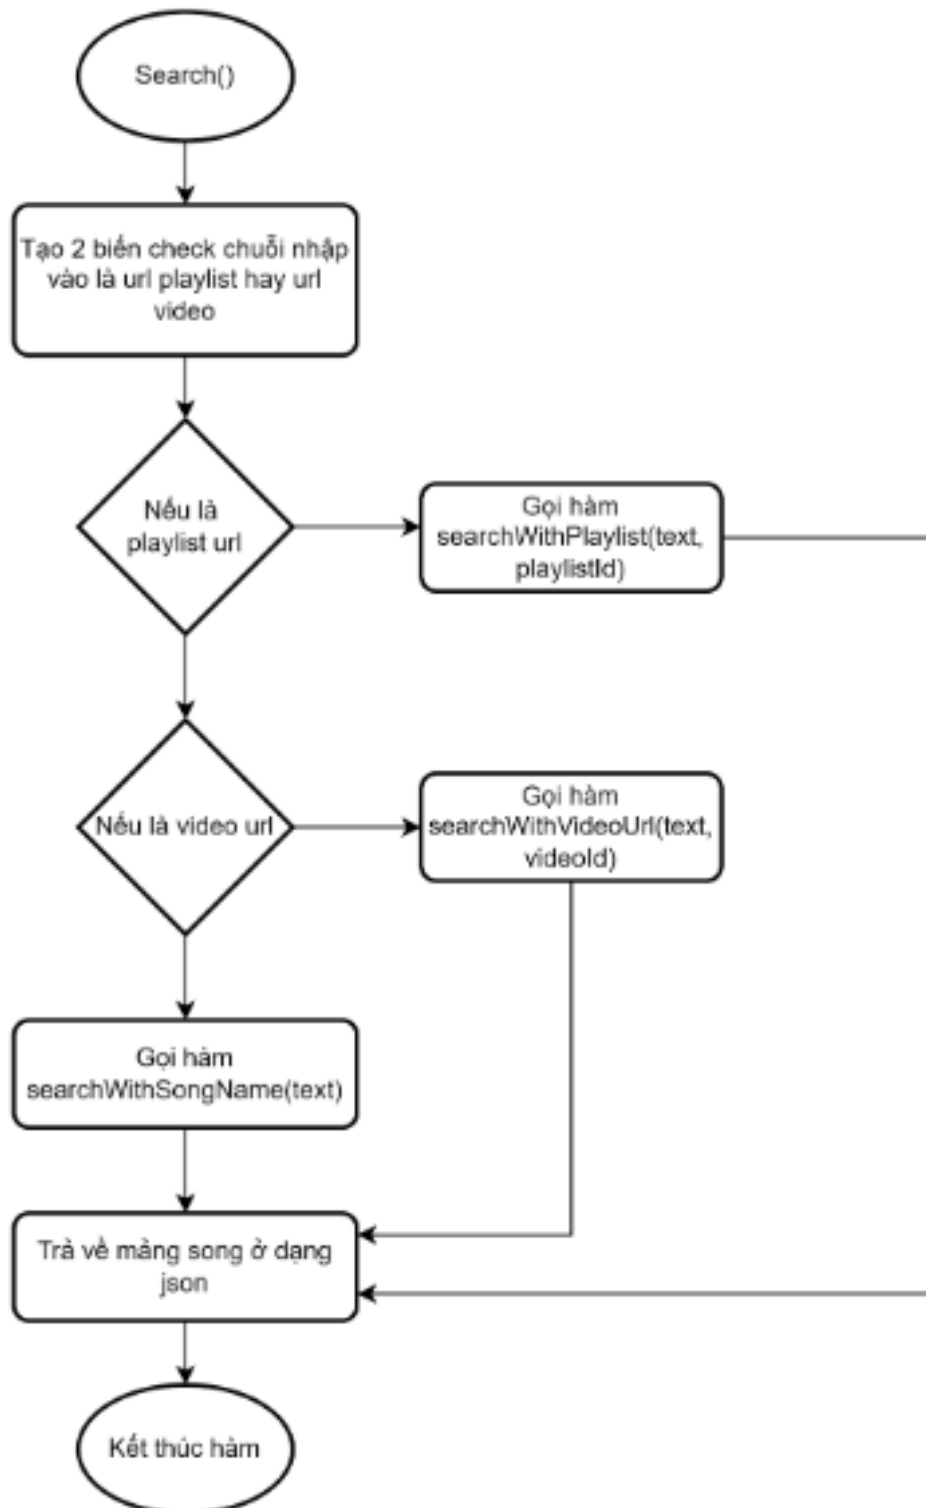 Search()
Tạo 2 biến check chuỗi nhập
vào là url playlist hay url
video
Nếu là
playlist url
Gọi hàm
searchWithPlaylist(text,
playlistId)
Nếu là video url
Gọi hàm
searchWithVideoUrl(text,
videoId)
Gọi hàm
searchWithSongName(text)
Trả về mảng song ở dạng
json
Kết thúc hàm